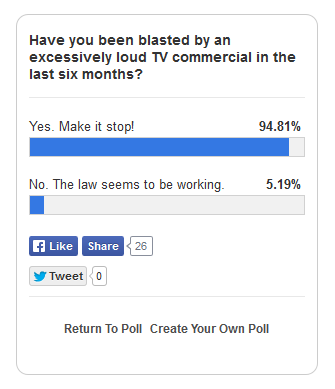 Have you been blasted by an
excessively loud TV commercial in the
last six months?
Yes. Make it stop! 94.81%
No. The law seems to be working. 5.19%
Like Share 26
Tweet 0
Return To Poll Create Your Own Poll